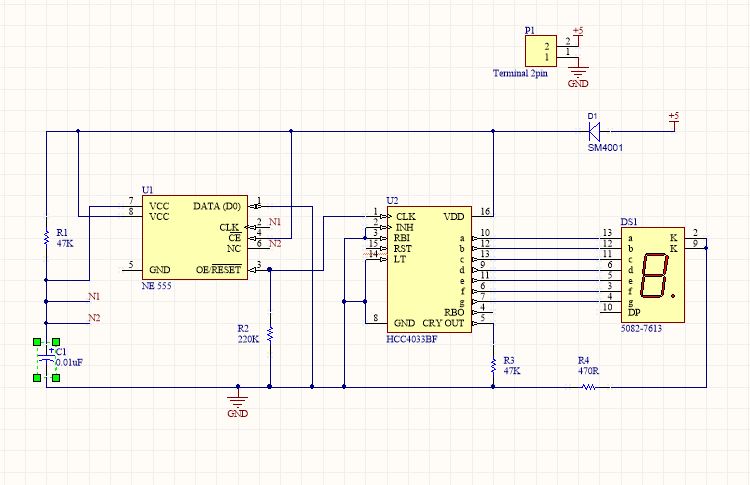 P1
+5
2 2
1 1
Terminal 2pin
GND
D1
+5
SM4001
U1
7 VCC DATA (D0) 1
8 VCC
CLK 2 N1
CE 4
NC 6 N2
5 GND OE/RESET 3
NE 555
R1
47K
N1
N2
C1
0.01uF
+
R2
220K
GND
U2
1 CLK VDD 16
2 INH
3 RBI a 10
15 RST b 12
14 LT c 13
d 9
e 11
f 6
g 7
RBO 4
8 GND CRY OUT 5
HCC4033BF
R3
47K
R4
470R
DS1
13 a K 2
12 b K 9
11 c
6 d
5 e
3 f
4 g
10 DP
8.
5082-7613